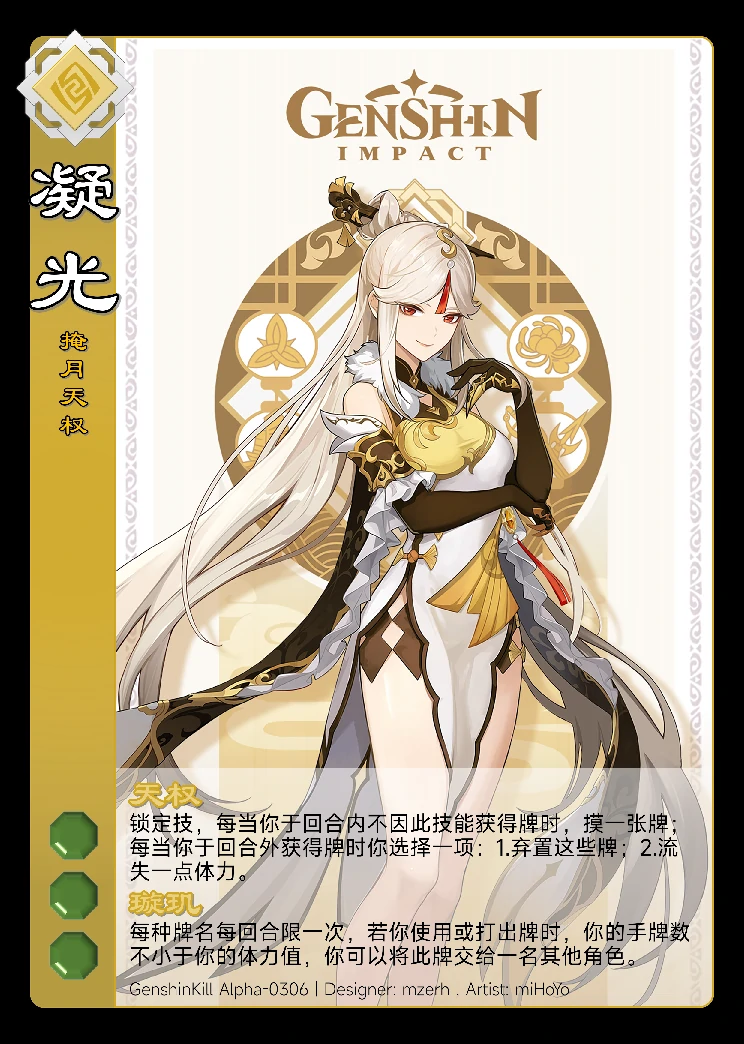 GENSHIN
IMPACT
凝光
掩月天权
天权
锁定技，每当你于回合内不因此技能获得牌时，摸一张牌；
每当你于回合外获得牌时你选择一项：1.弃置这些牌；2.流
失一点体力。
璇玑
每种牌名每回合限一次，若你使用或打出牌时，你的手牌数
不小于你的体力值，你可以将此牌交给一名其他角色。
GenshinKill Alpha-0306 | Designer: mzerh . Artist: miHoYo